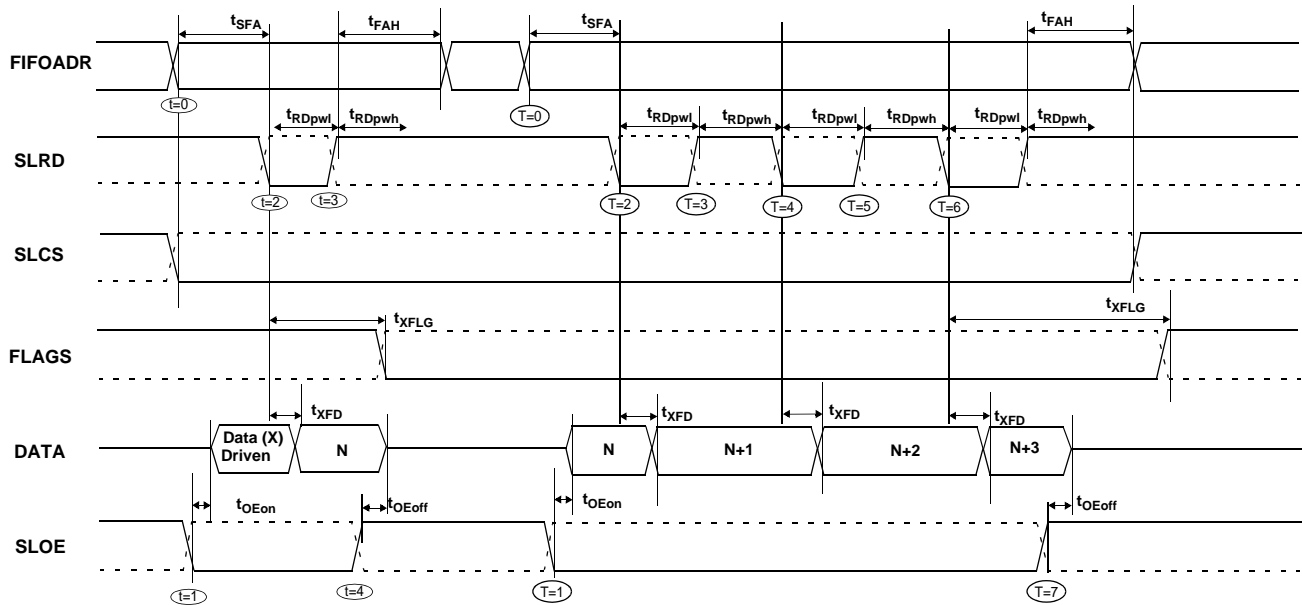 tSFA tFAH tSFA tFAH
FIFOADR
t=0 T=0
tRDpwl tRDpwh tRDpwl tRDpwh tRDpwl tRDpwh tRDpwl tRDpwh
SLRD
t=2 t=3 T=2 T=3 T=4 T=5 T=6
SLCS
tXFLG tXFLG
FLAGS
tXFD tXFD tXFD tXFD
DATA
Data (X)
Driven
N N N+1 N+2 N+3
tOEon tOEoff tOEon tOEoff
SLOE
t=1 t=4 T=1 T=7